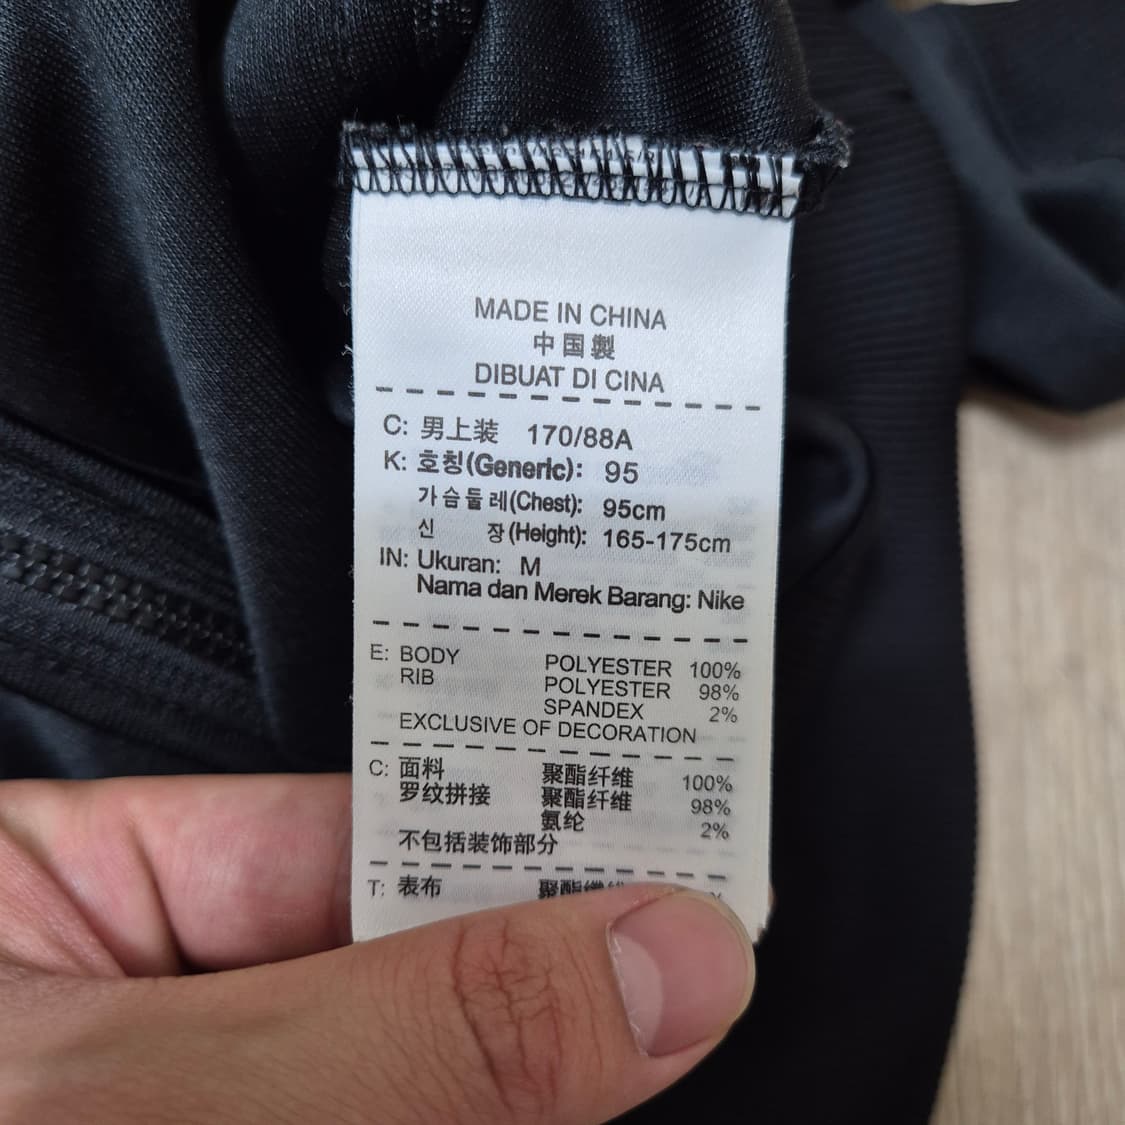 MADE IN CHINA
中国製
DIBUAT DI CINA
C: 男上装 170/88A
K: 호칭(Generic): 95
가슴둘레(Chest): 95cm
신 장(Height): 165-175cm
IN: Ukuran: M
Nama dan Merek Barang: Nike
E: BODY POLYESTER 100%
RIB POLYESTER 98%
SPANDEX 2%
EXCLUSIVE OF DECORATION
C: 面料 聚酯纤维 100%
罗纹拼接 聚酯纤维 98%
氨纶 2%
不包括装饰部分
T: 表布